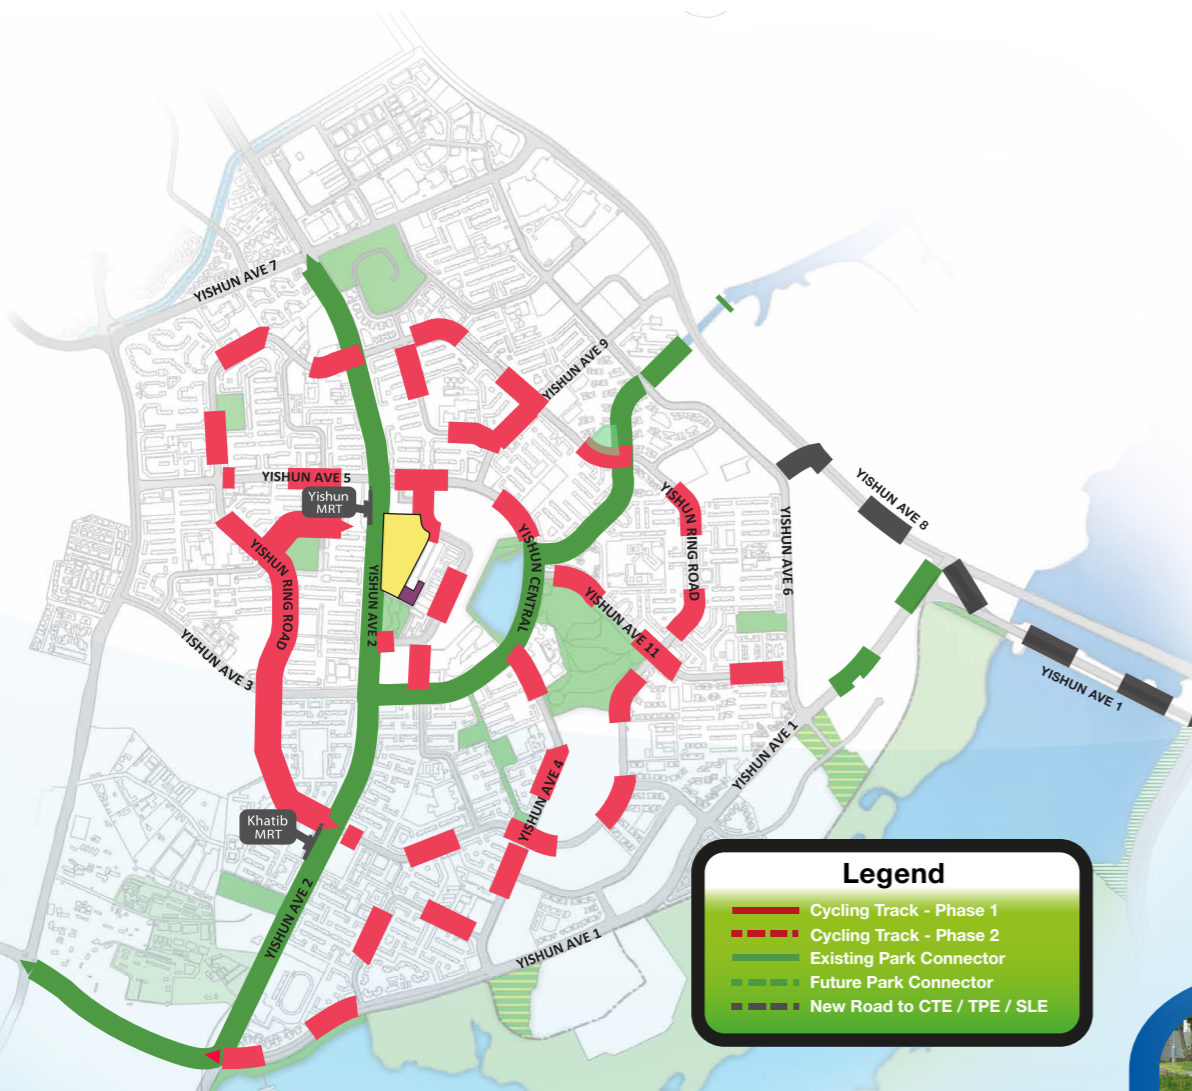 YISHUN AVE 7
YISHUN AVE 9
YISHUN AVE 5
Yishun
MRT
YISHUN RING ROAD
YISHUN AVE 8
YISHUN AVE 6
YISHUN CENTRAL
YISHUN RING ROAD
YISHUN AVE 2
YISHUN AVE 11
YISHUN AVE 3
YISHUN AVE 1
YISHUN AVE 1
YISHUN AVE 4
Khatib
MRT
YISHUN AVE 2
YISHUN AVE 1
Legend
Cycling Track - Phase 1
Cycling Track - Phase 2
Existing Park Connector
Future Park Connector
New Road to CTE / TPE / SLE